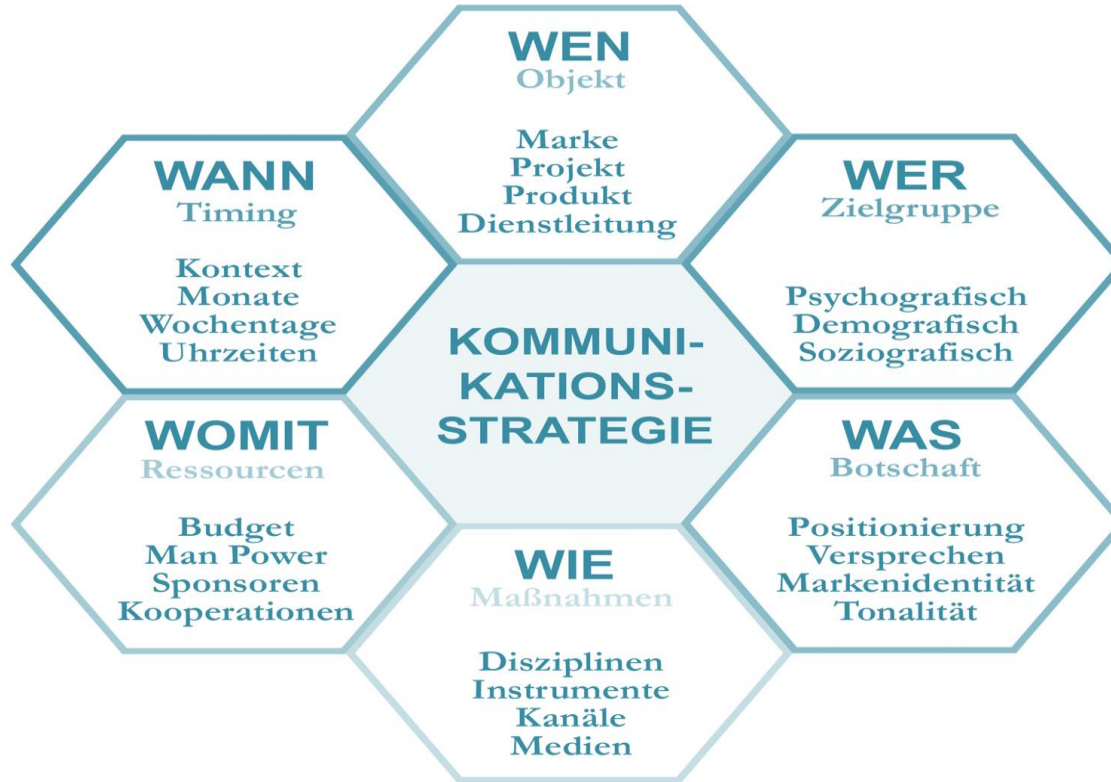 WEN
Objekt
Marke
Projekt
Produkt
Dienstleitung
WANN
Timing
Kontext
Monate
Wochentage
Uhrzeiten
WER
Zielgruppe
Psychografisch
Demografisch
Soziografisch
KOMMUNI-
KATIONS-
STRATEGIE
WOMIT
Ressourcen
Budget
Man Power
Sponsoren
Kooperationen
WAS
Botschaft
Positionierung
Versprechen
Markenidentität
Tonalität
WIE
Maßnahmen
Disziplinen
Instrumente
Kanäle
Medien